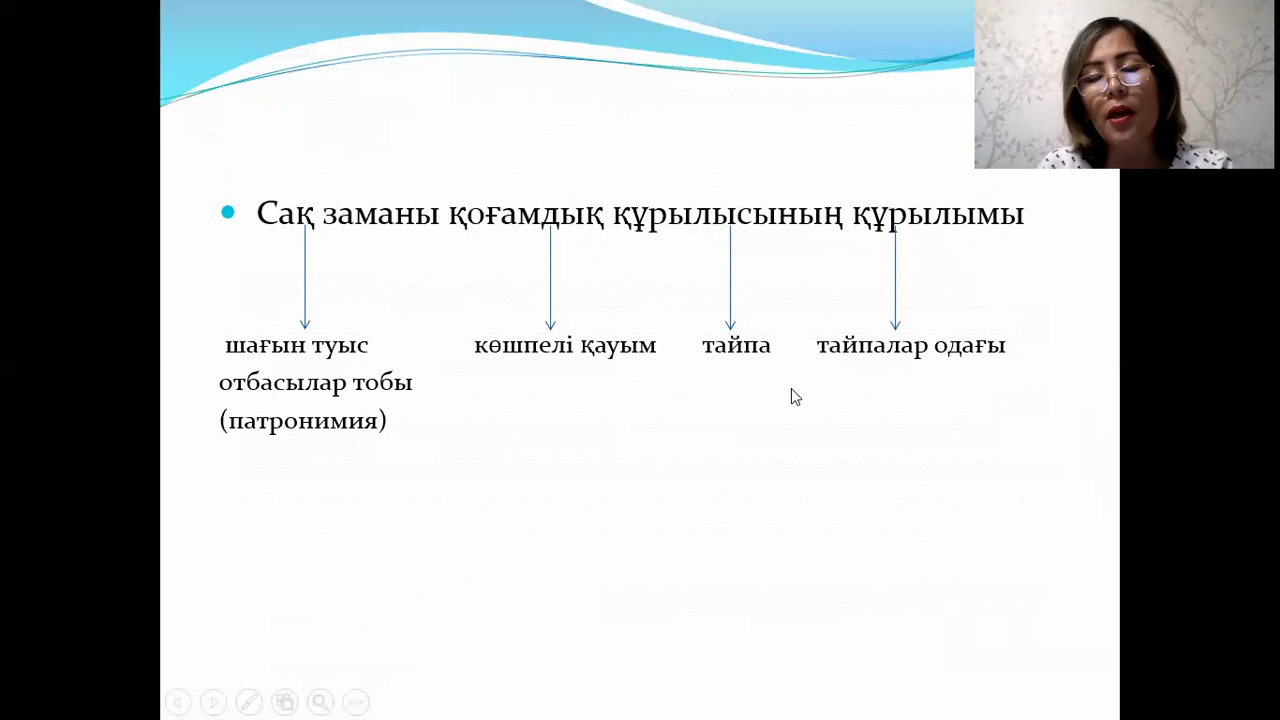 Сақ заманы қоғамдық құрылысының құрылымы
шағын туыс көшпелі қауым тайпа тайпалар одағы
отбасылар тобы
(патронимия)